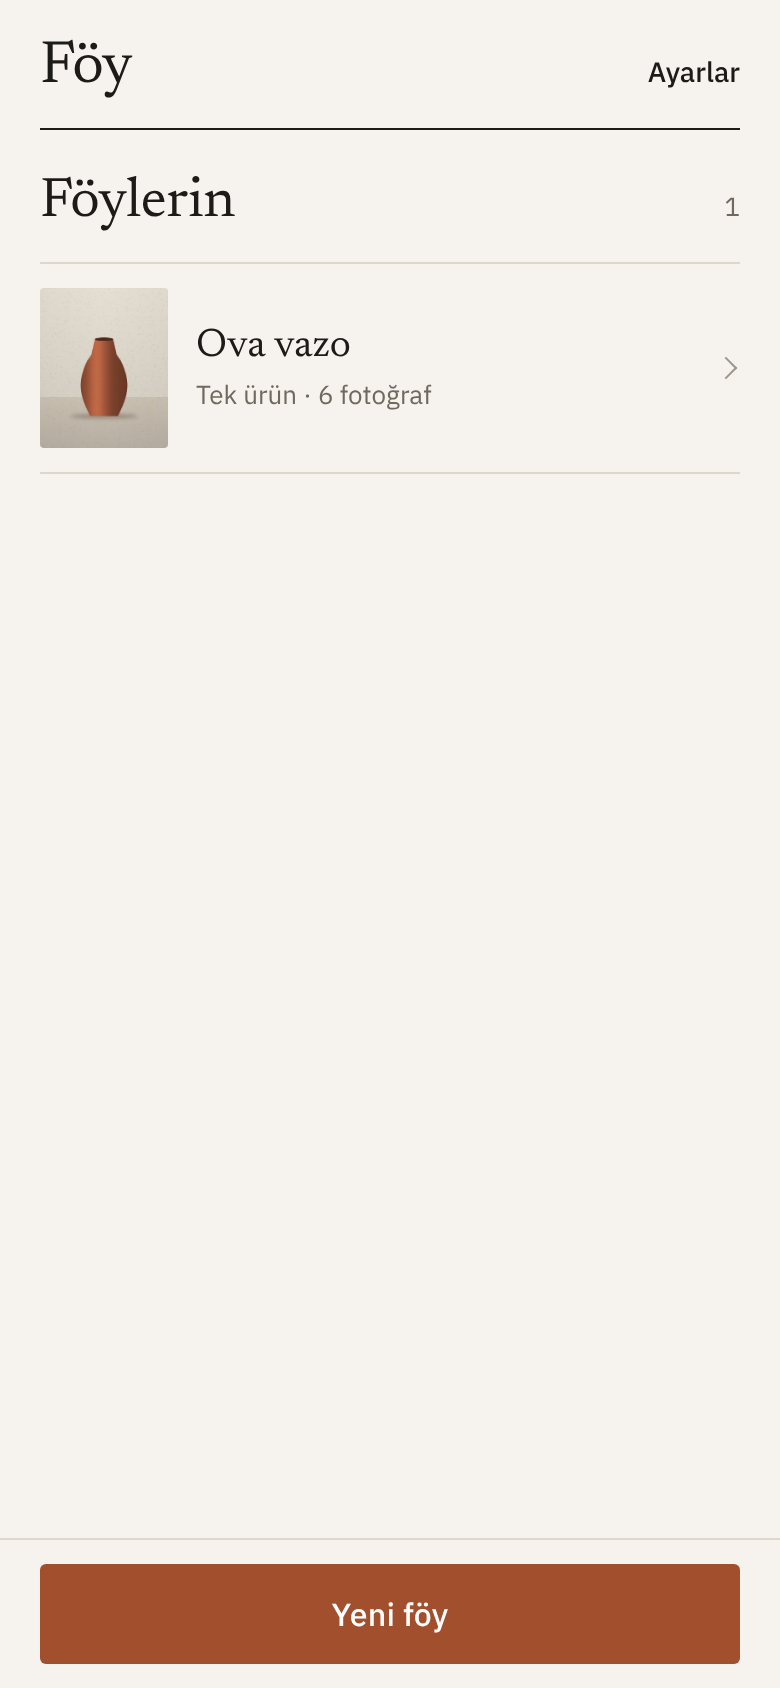 Föy
Ayarlar
Föylerin
1
Ova vazo
Tek ürün · 6 fotoğraf
Yeni föy